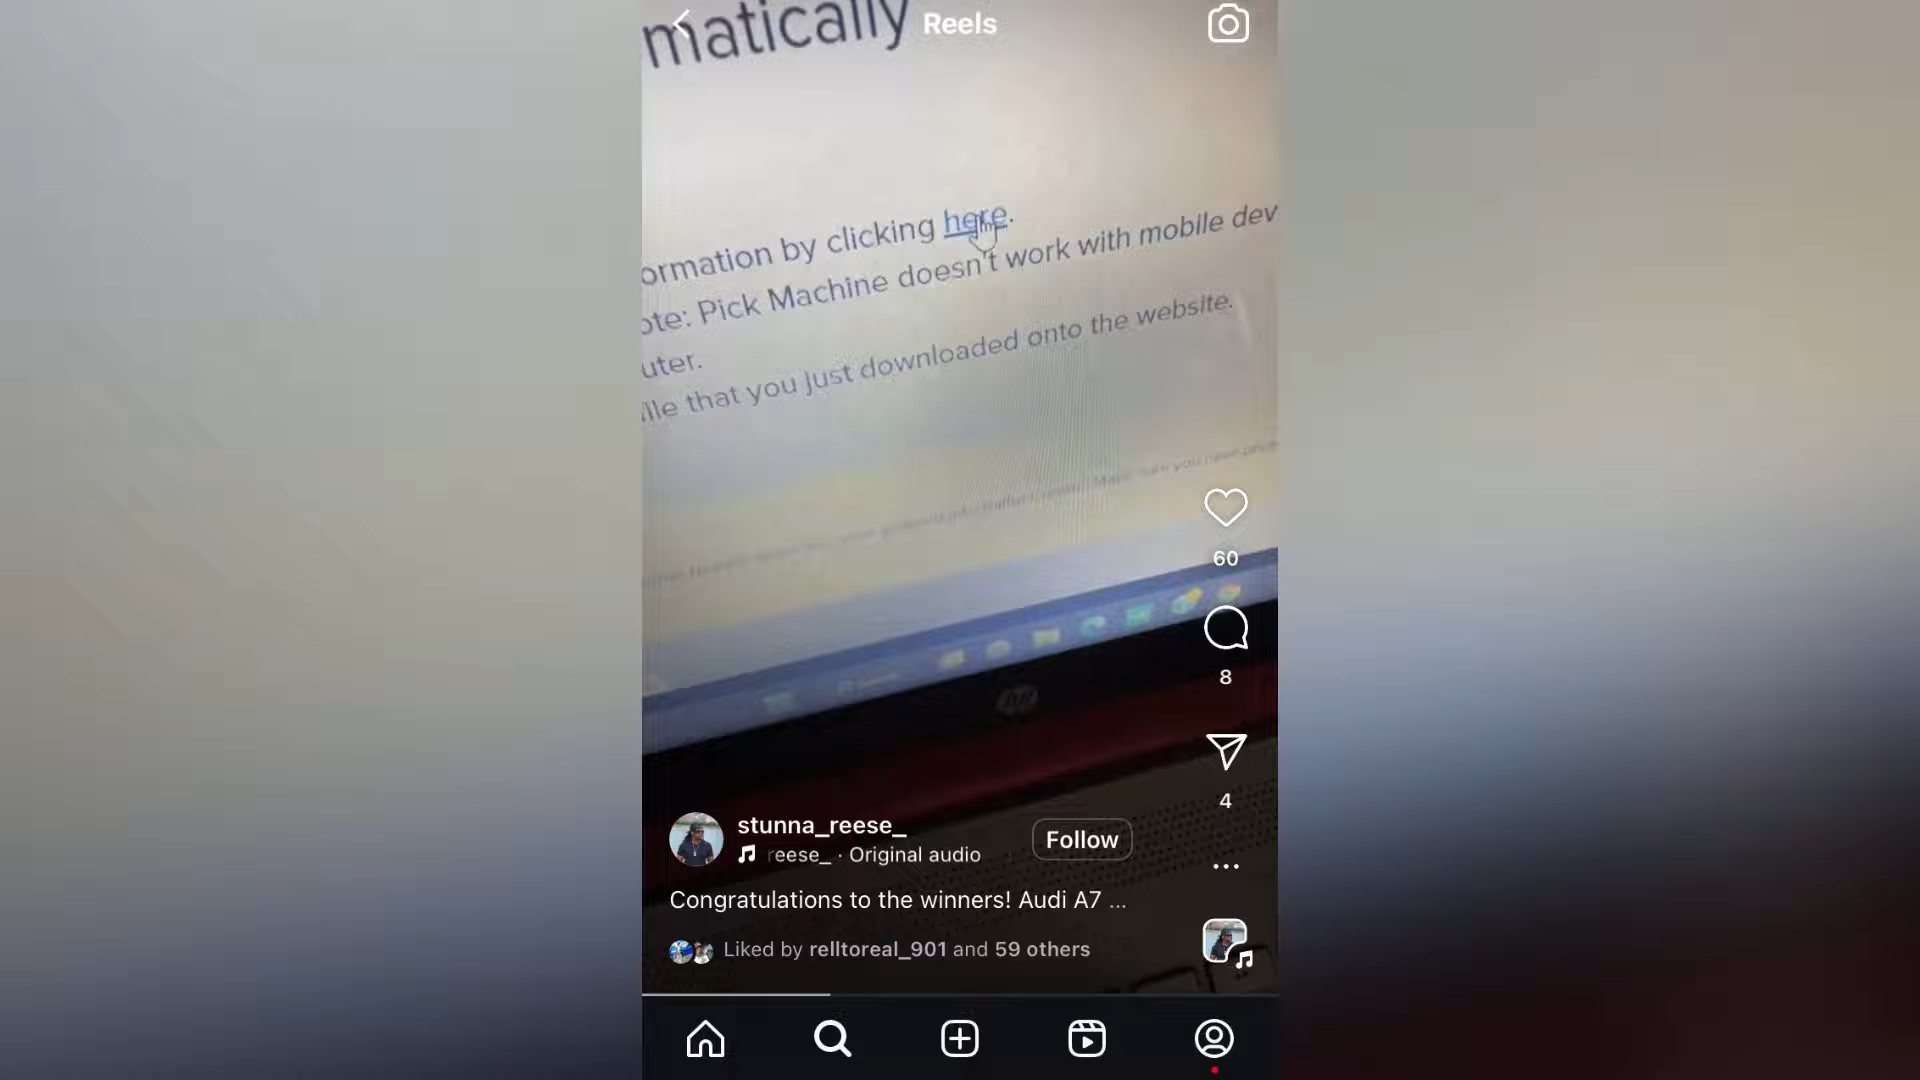 matically
Reels
ormation by clicking here.
ote: Pick Machine doesn't work with mobile dev
uter.
file that you just downloaded onto the website.
60
8
hp
4
stunna_reese_
reese_ · Original audio
Follow
Congratulations to the winners! Audi A7 ...
Liked by relltoreal_901 and 59 others